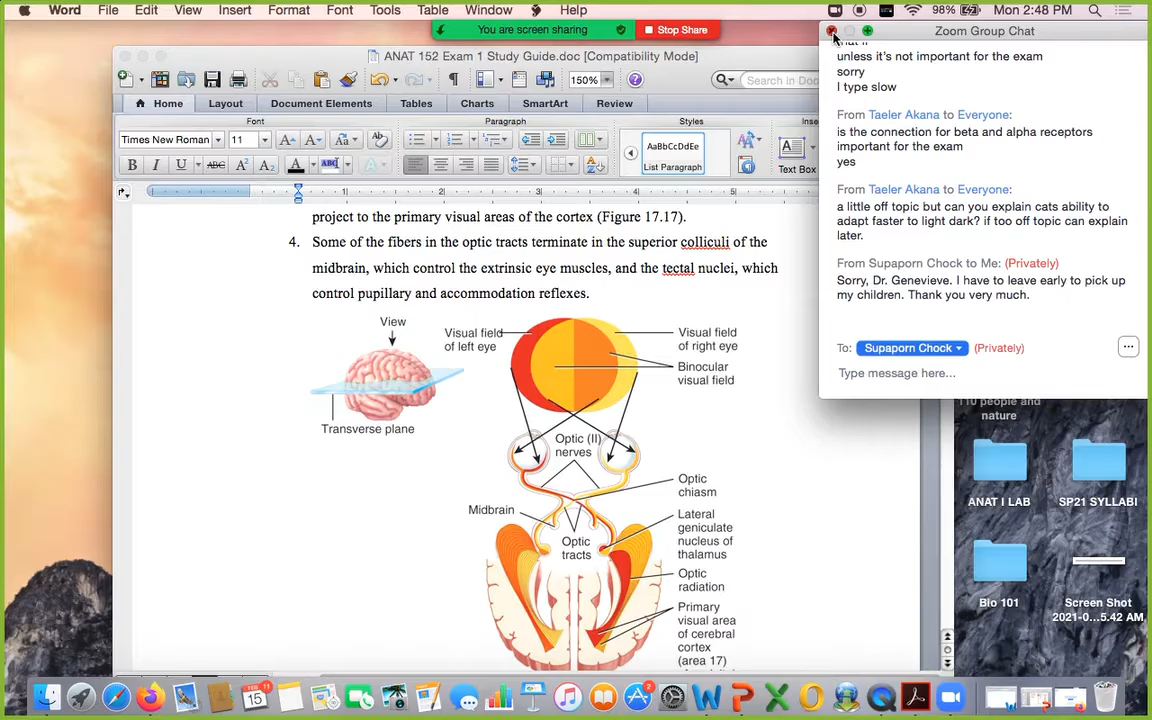 Word File Edit View Insert Format Font Tools Table Window Help
98% Mon 2:48 PM
You are screen sharing Stop Share
ANAT 152 Exam 1 Study Guide.doc [Compatibility Mode]
150% Search in Doc
Home Layout Document Elements Tables Charts SmartArt Review
Font Paragraph Styles
Times New Roman 11
AaBbCcDdEe
List Paragraph
Text Box
project to the primary visual areas of the cortex (Figure 17.17).
4. Some of the fibers in the optic tracts terminate in the superior colliculi of the
midbrain, which control the extrinsic eye muscles, and the tectal nuclei, which
control pupillary and accommodation reflexes.
View
Transverse plane
Visual field
of left eye
Visual field
of right eye
Binocular
visual field
Optic (II)
nerves
Optic
chiasm
Midbrain
Lateral
geniculate
nucleus of
thalamus
Optic
tracts
Optic
radiation
Primary
visual area
of cerebral
cortex
(area 17)
Zoom Group Chat
unless it's not important for the exam
sorry
I type slow
From Taeler Akana to Everyone:
is the connection for beta and alpha receptors
important for the exam
yes
From Taeler Akana to Everyone:
a little off topic but can you explain cats ability to
adapt faster to light dark? if too off topic can explain
later.
From Supaporn Chock to Me: (Privately)
Sorry, Dr. Genevieve. I have to leave early to pick up
my children. Thank you very much.
To: Supaporn Chock (Privately)
Type message here...
110 people and
nature
ANAT I LAB
SP21 SYLLABI
Bio 101
Screen Shot
2021-0...5.42 AM
FEB
15
11
2